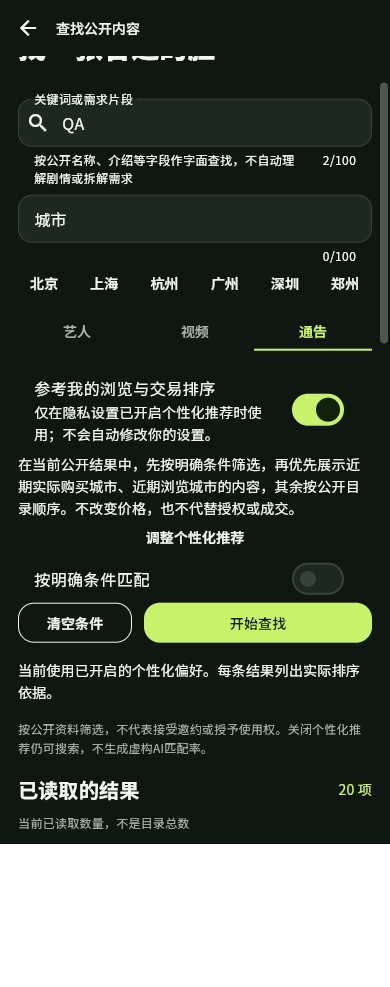 查找公开内容
关键词或需求片段
QA
按公开名称、介绍等字段作字面查找，不自动理
2/100
解剧情或拆解需求
城市
0/100
北京 上海 杭州 广州 深圳 郑州
艺人 视频 通告
参考我的浏览与交易排序
仅在隐私设置已开启个性化推荐时使
用；不会自动修改你的设置。
在当前公开结果中，先按明确条件筛选，再优先展示近
期实际购买城市、近期浏览城市的内容，其余按公开目
录顺序。不改变价格，也不代替授权或成交。
调整个性化推荐
按明确条件匹配
清空条件 开始查找
当前使用已开启的个性化偏好。每条结果列出实际排序
依据。
按公开资料筛选，不代表接受邀约或授予使用权。关闭个性化推
荐仍可搜索，不生成虚构AI匹配率。
已读取的结果 20 项
当前已读取数量，不是目录总数